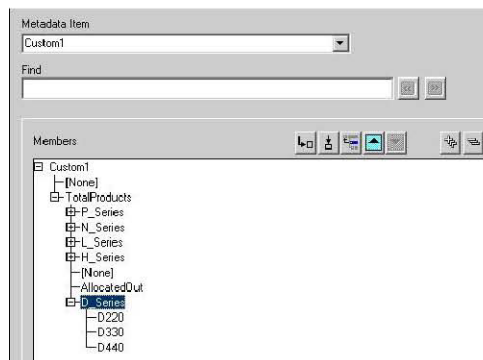 Metadata Item
Custom1
Find
Members
Custom1
[None]
TotalProducts
P_Series
N_Series
L_Series
H_Series
[None]
AllocatedOut
D_Series
D220
D330
D440